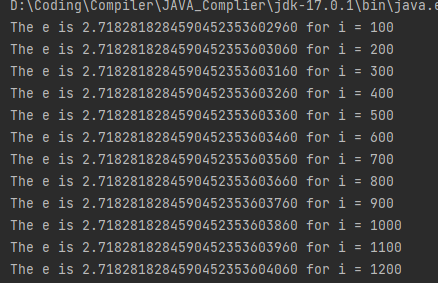 D:\Coding\Compiler\JAVA_Complier\jdk-17.0.1\bin\java.e
The e is 2.7182818284590452353602960 for i = 100
The e is 2.7182818284590452353603060 for i = 200
The e is 2.7182818284590452353603160 for i = 300
The e is 2.7182818284590452353603260 for i = 400
The e is 2.7182818284590452353603360 for i = 500
The e is 2.7182818284590452353603460 for i = 600
The e is 2.7182818284590452353603560 for i = 700
The e is 2.7182818284590452353603660 for i = 800
The e is 2.7182818284590452353603760 for i = 900
The e is 2.7182818284590452353603860 for i = 1000
The e is 2.7182818284590452353603960 for i = 1100
The e is 2.7182818284590452353604060 for i = 1200